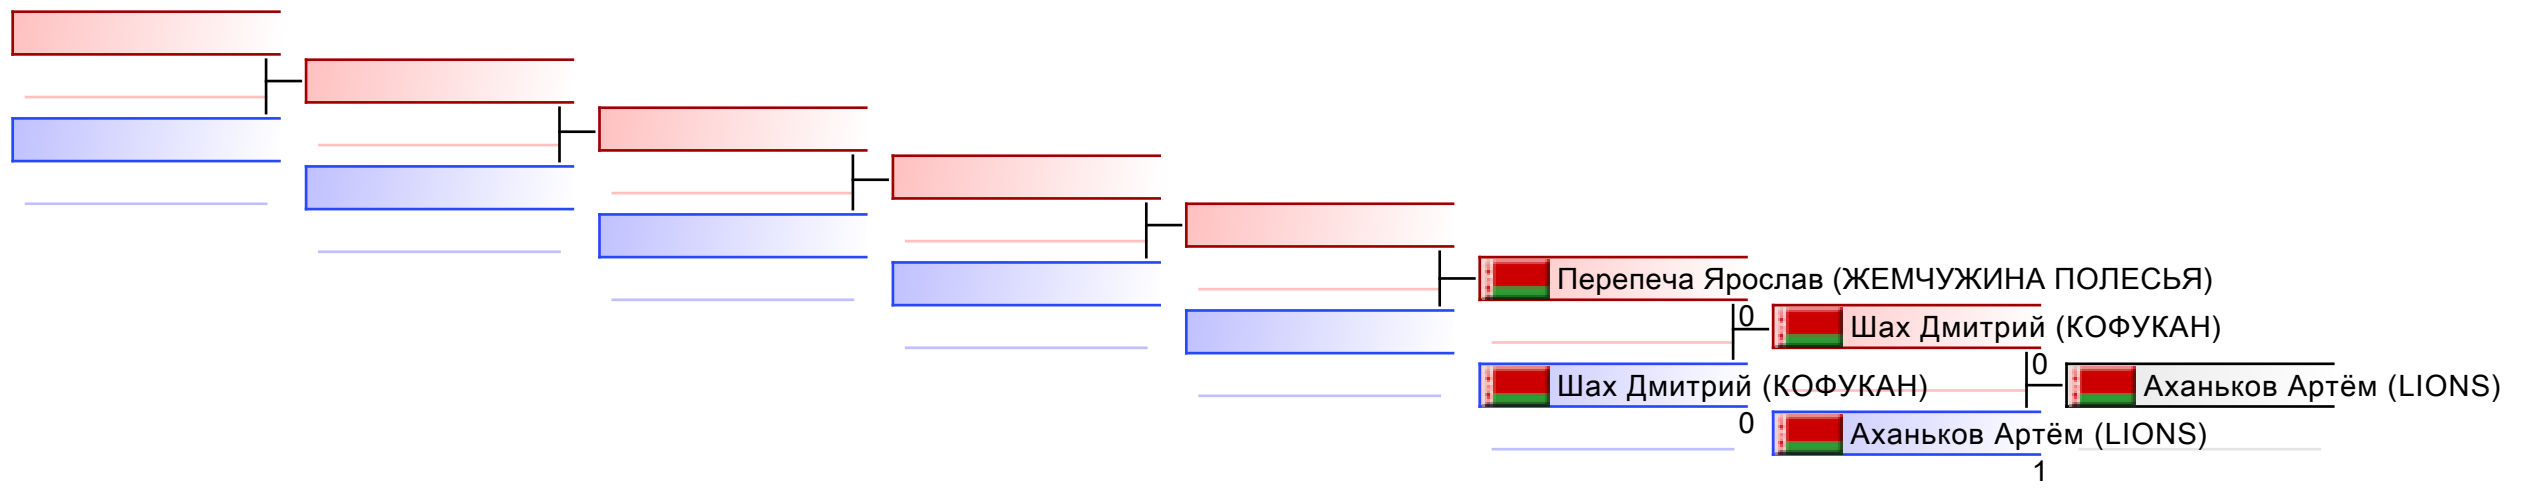 Перепеча Ярослав (ЖЕМЧУЖИНА ПОЛЕСЬЯ)
0
Шах Дмитрий (КОФУКАН)
0
Шах Дмитрий (КОФУКАН)
Аханьков Артём (LIONS)
0
Аханьков Артём (LIONS)
1